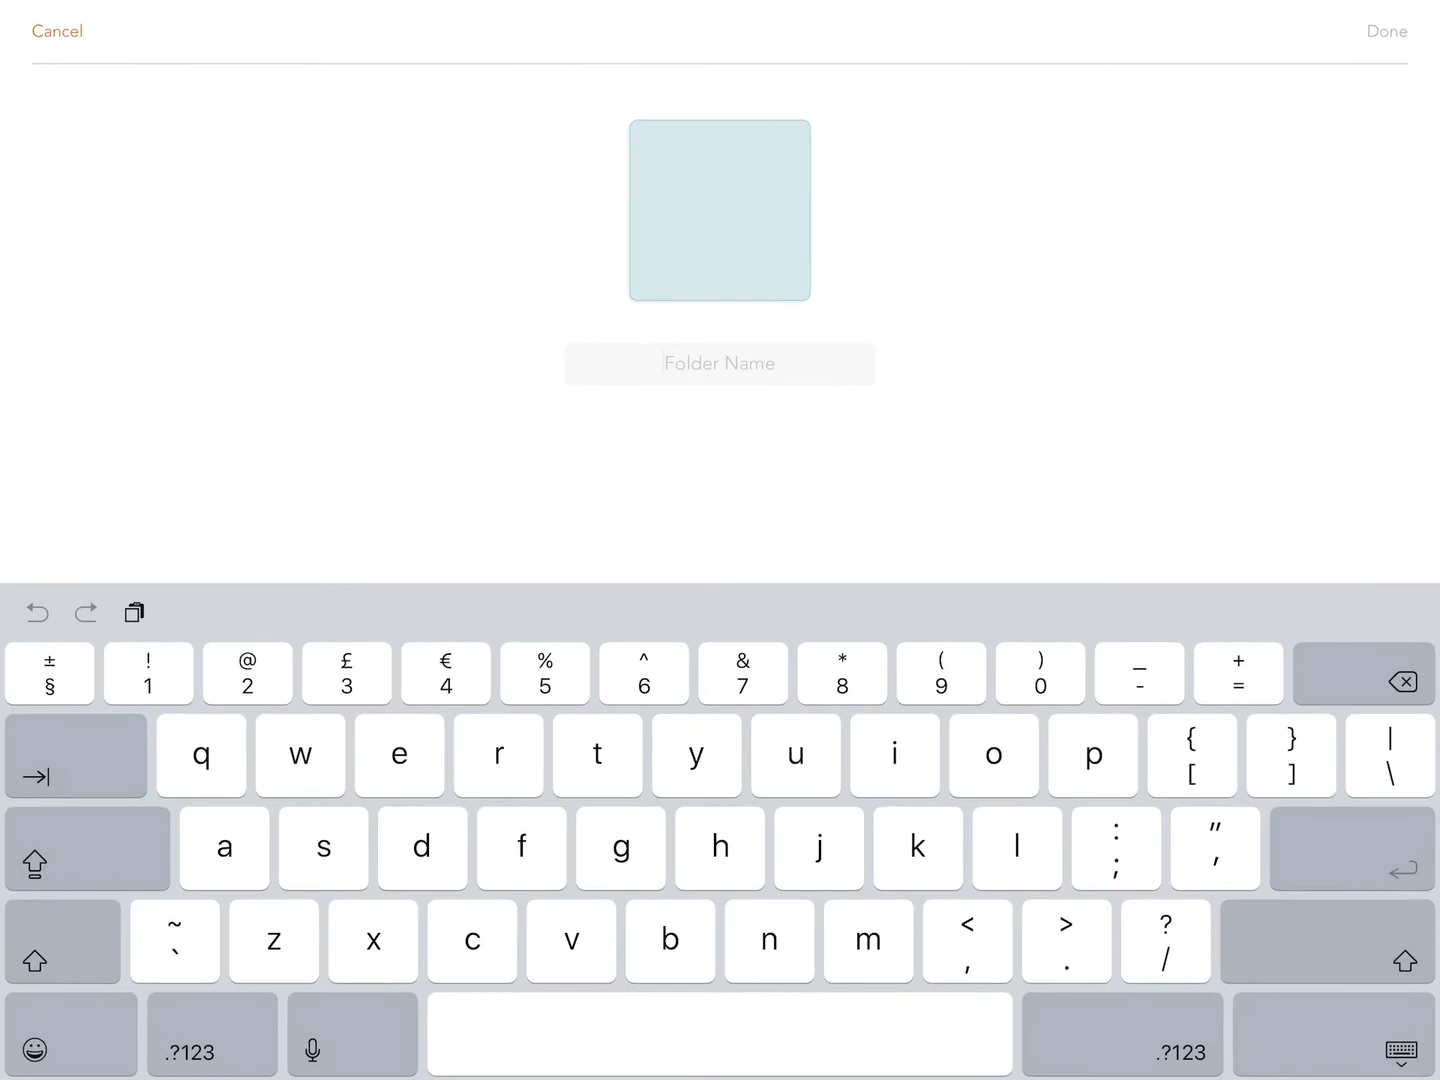 Cancel
Done
Folder Name
± ! @ £ € % ^ & * ( ) _ +
§ 1 2 3 4 5 6 7 8 9 0 - =
q w e r t y u i o p { } |
[ ] \
a s d f g h j k l : "
; '
~ z x c v b n m < > ?
` , . /
.?123 .?123